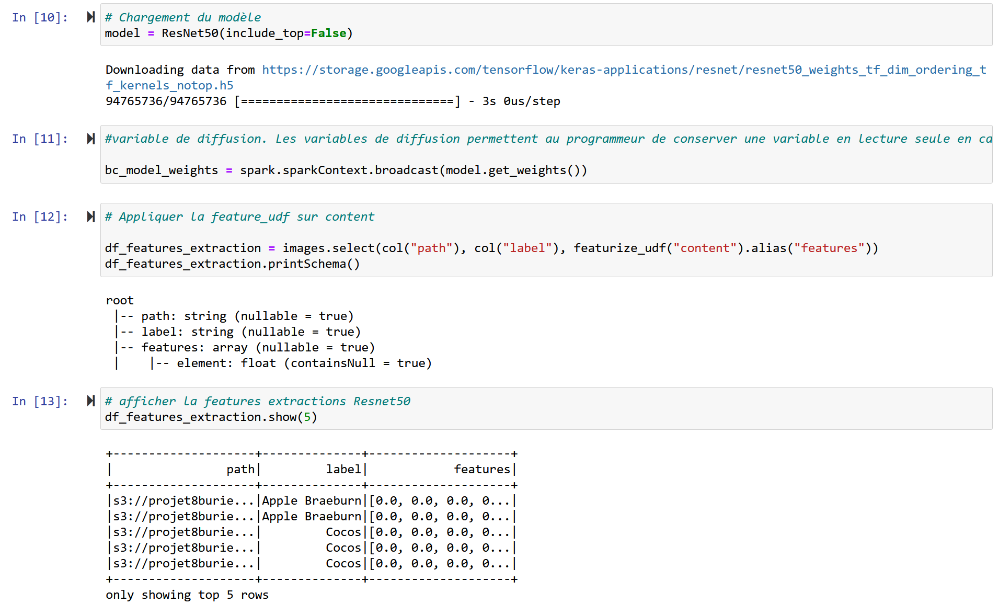 In [10]:
# Chargement du modèle
model = ResNet50(include_top=False)
Downloading data from https://storage.googleapis.com/tensorflow/keras-applications/resnet/resnet50_weights_tf_dim_ordering_t
f_kernels_notop.h5
94765736/94765736 [==============================] - 3s 0us/step
In [11]:
#variable de diffusion. Les variables de diffusion permettent au programmeur de conserver une variable en lecture seule en ca
bc_model_weights = spark.sparkContext.broadcast(model.get_weights())
In [12]:
# Appliquer la feature_udf sur content
df_features_extraction = images.select(col("path"), col("label"), featurize_udf("content").alias("features"))
df_features_extraction.printSchema()
root
 |-- path: string (nullable = true)
 |-- label: string (nullable = true)
 |-- features: array (nullable = true)
 |    |-- element: float (containsNull = true)
In [13]:
# afficher la features extractions Resnet50
df_features_extraction.show(5)
+--------------------+--------------+--------------------+
|                path|         label|            features|
+--------------------+--------------+--------------------+
|s3://projet8burie...|Apple Braeburn|[0.0, 0.0, 0.0, 0...|
|s3://projet8burie...|Apple Braeburn|[0.0, 0.0, 0.0, 0...|
|s3://projet8burie...|         Cocos|[0.0, 0.0, 0.0, 0...|
|s3://projet8burie...|         Cocos|[0.0, 0.0, 0.0, 0...|
|s3://projet8burie...|         Cocos|[0.0, 0.0, 0.0, 0...|
+--------------------+--------------+--------------------+
only showing top 5 rows